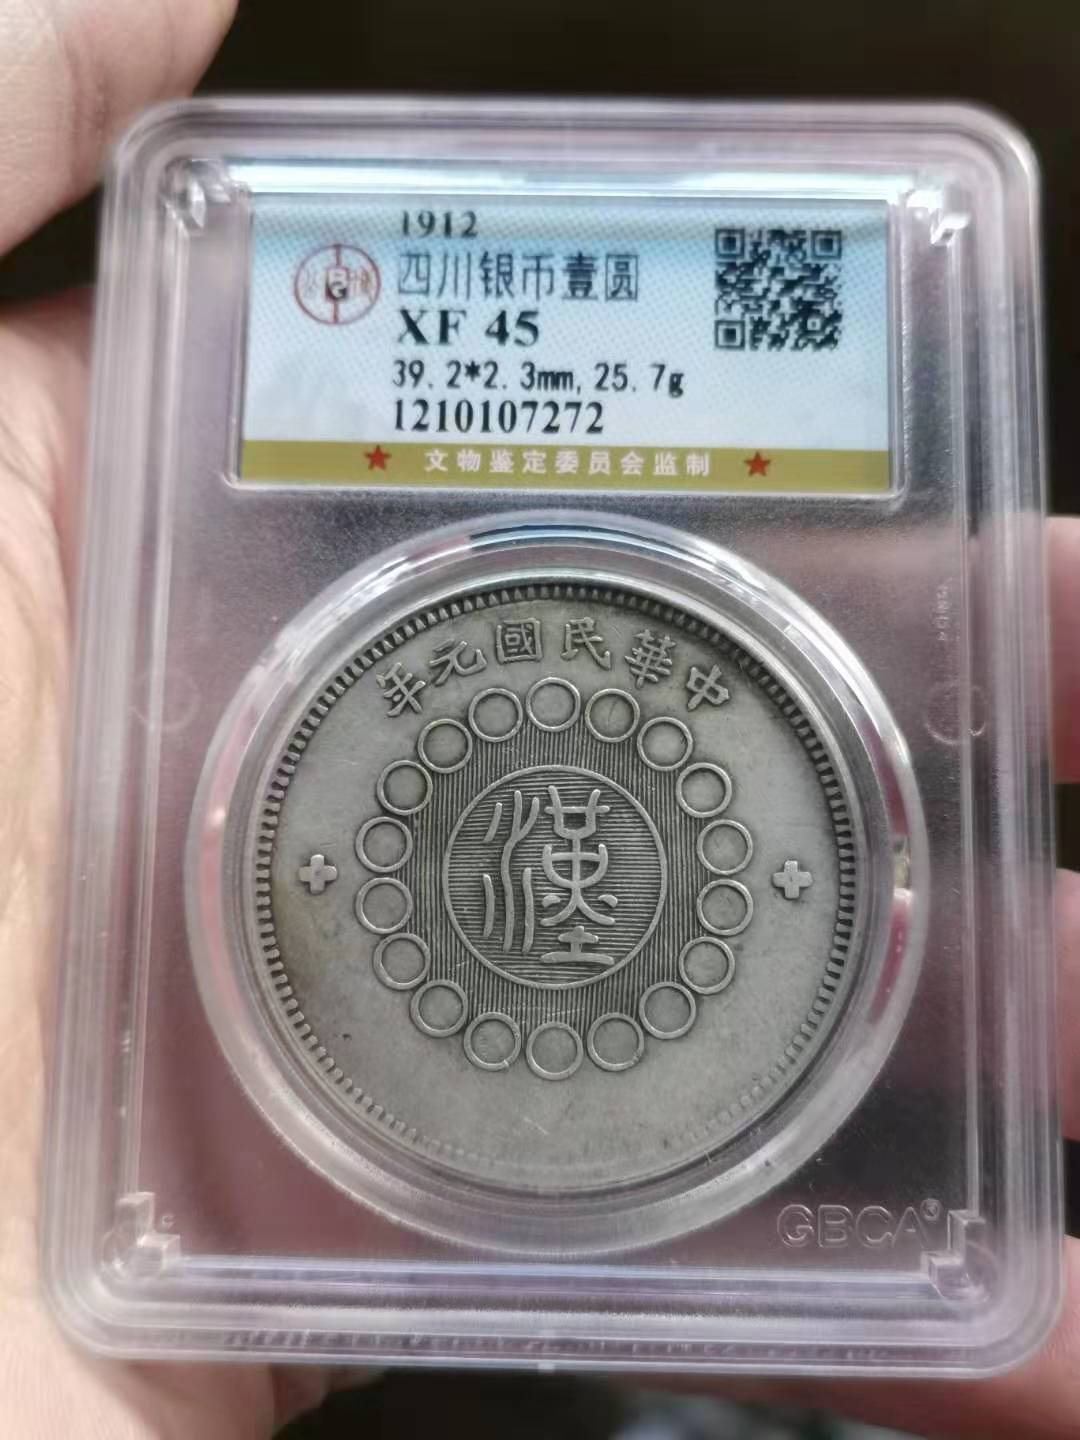 1912
四川银币壹圆
XF 45
39.2*2.3mm,25.7g
1210107272
文物鉴定委员会监制
年元國民華中
漢
GBCA®